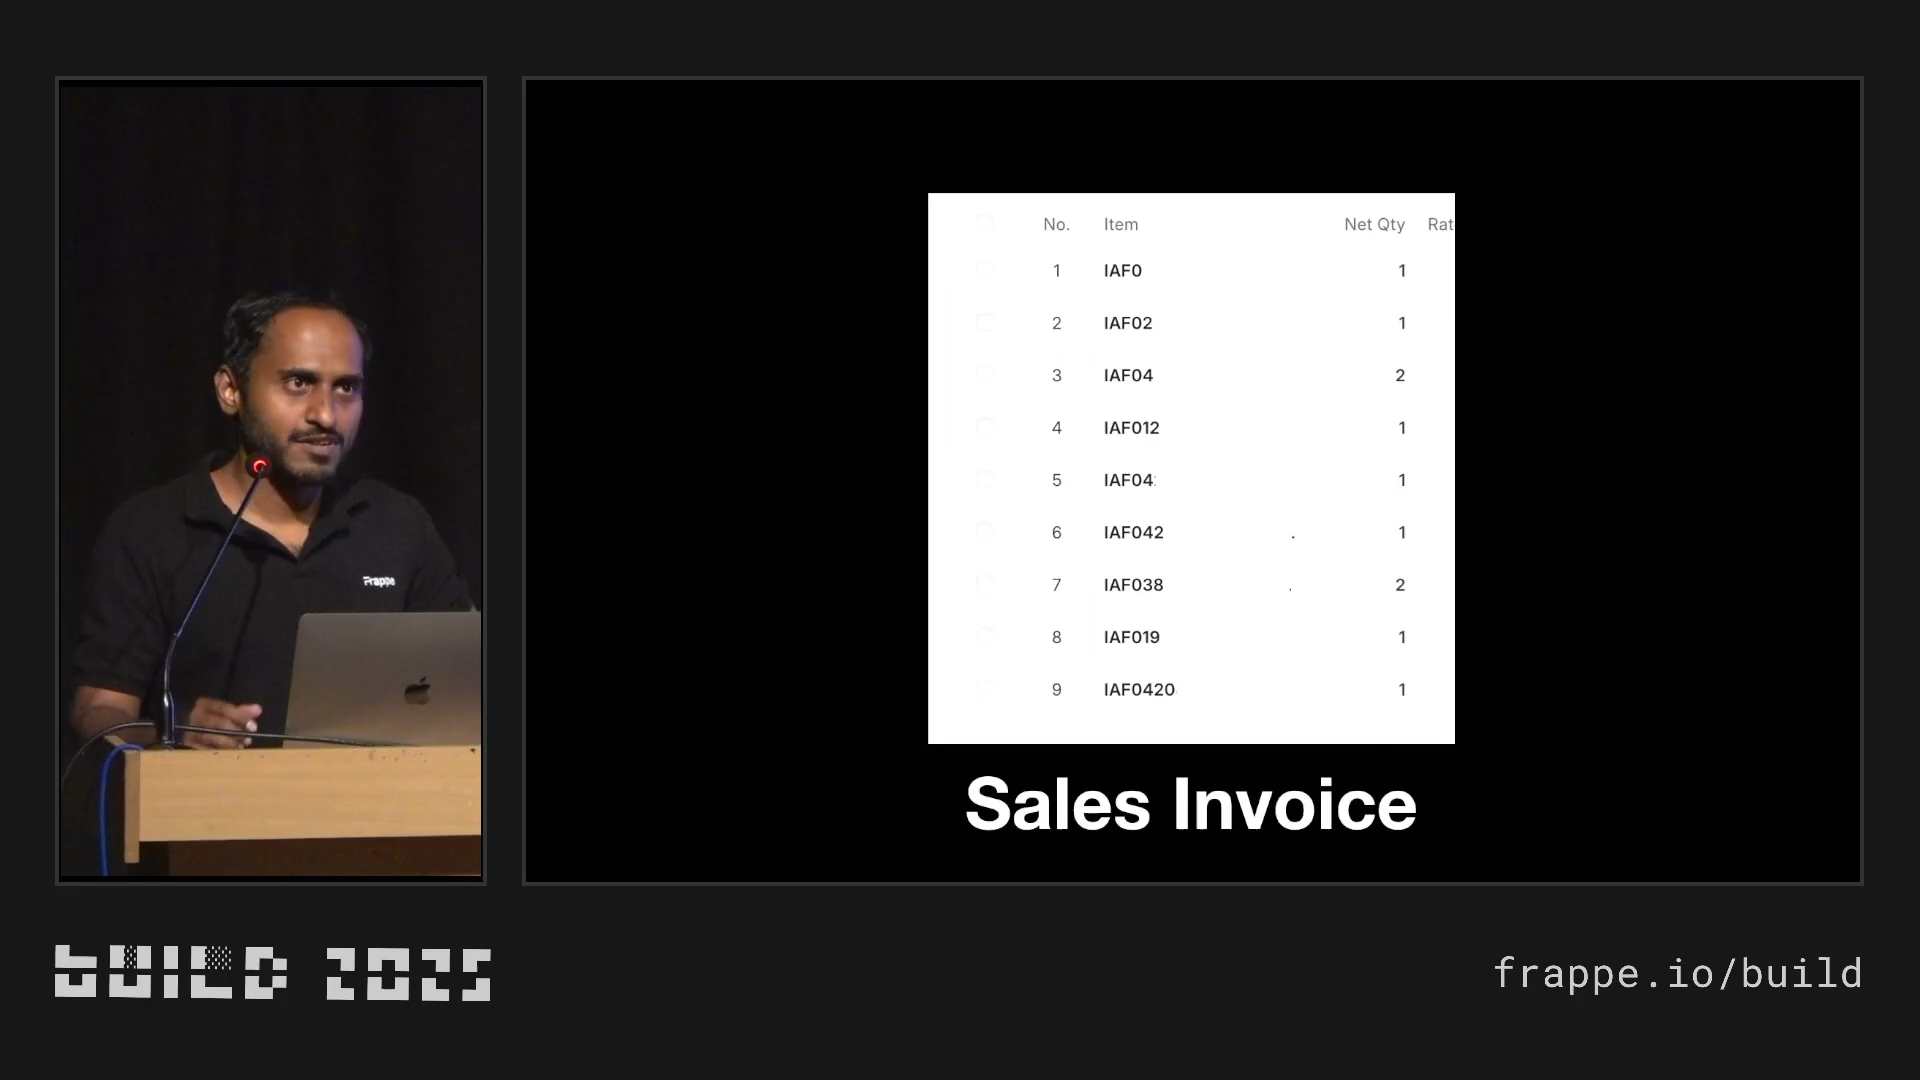 Frappe
No. Item Net Qty Rat
1 IAF0 1
2 IAF02 1
3 IAF04 2
4 IAF012 1
5 IAF04 1
6 IAF042 . 1
7 IAF038 . 2
8 IAF019 1
9 IAF0420 1
Sales Invoice
BUILD 2025
frappe.io/build